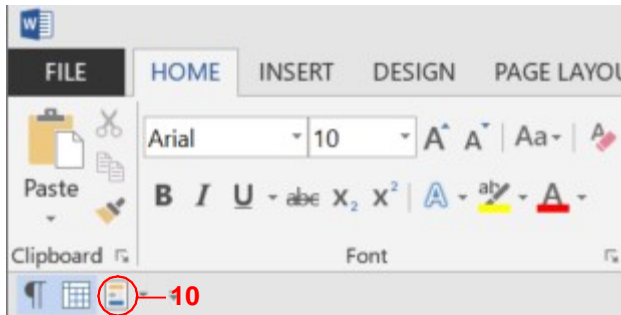 W
FILE HOME INSERT DESIGN PAGE LAYOU
Arial 10 A A Aa
Paste B I U abc X2 X² A ab A
Clipboard Font
¶ 10